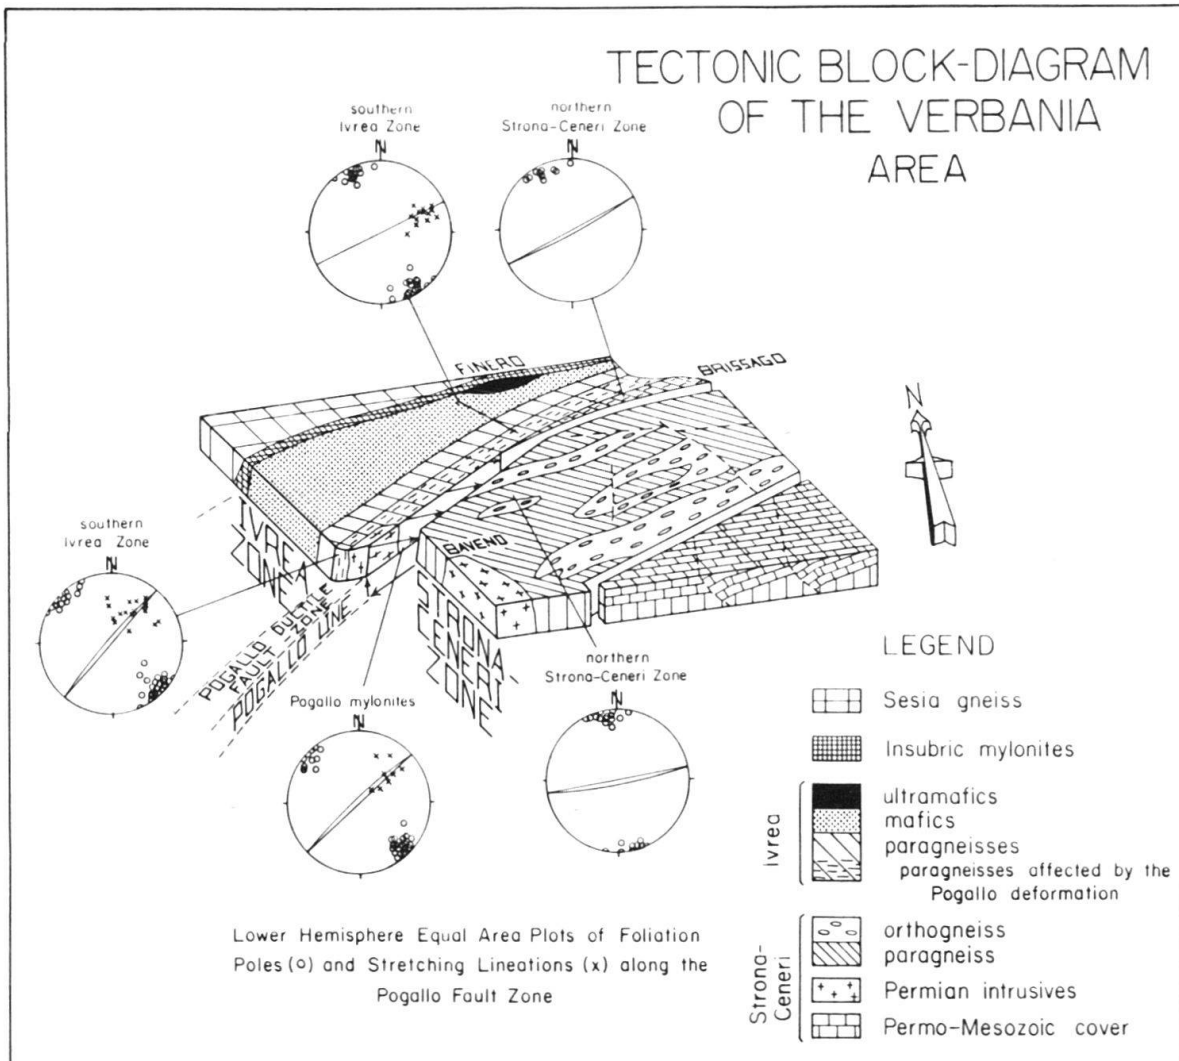 TECTONIC BLOCK-DIAGRAM
OF THE VERBANIA
AREA
southern
Ivrea Zone
N
northern
Strona-Ceneri Zone
N
FINERO
BRISSAGO
N
IVREA
ZONE
BAVENO
STRONA
CENERI-
ZONE
POGALLO DUCTILE
FAULT ZONE
POGALLO LINE
southern
Ivrea Zone
N
Pogallo mylonites
N
northern
Strona-Ceneri Zone
N
Lower Hemisphere Equal Area Plots of Foliation
Poles (o) and Stretching Lineations (x) along the
Pogallo Fault Zone
LEGEND
Sesia gneiss
Insubric mylonites
Ivrea
ultramafics
mafics
paragneisses
paragneisses affected by the
Pogallo deformation
Strona-
Ceneri
orthogneiss
paragneiss
Permian intrusives
Permo-Mesozoic cover